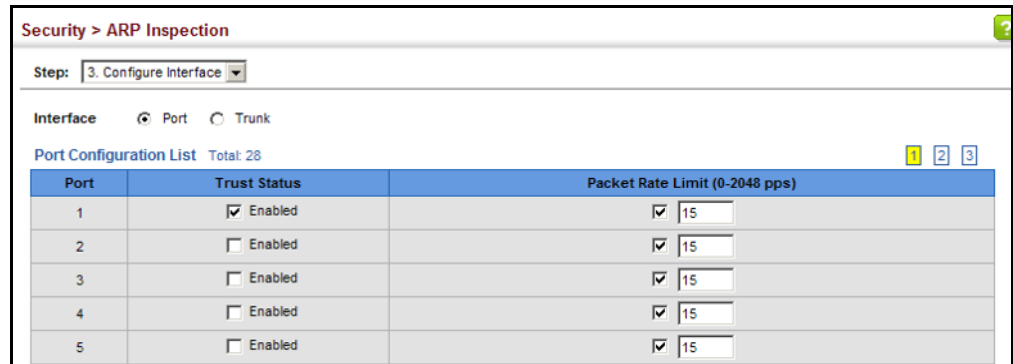 Security > ARP Inspection
?
Step: 3. Configure Interface
Interface Port Trunk
Port Configuration List Total: 28 1 2 3
Port Trust Status Packet Rate Limit (0-2048 pps)
1 Enabled 15
2 Enabled 15
3 Enabled 15
4 Enabled 15
5 Enabled 15